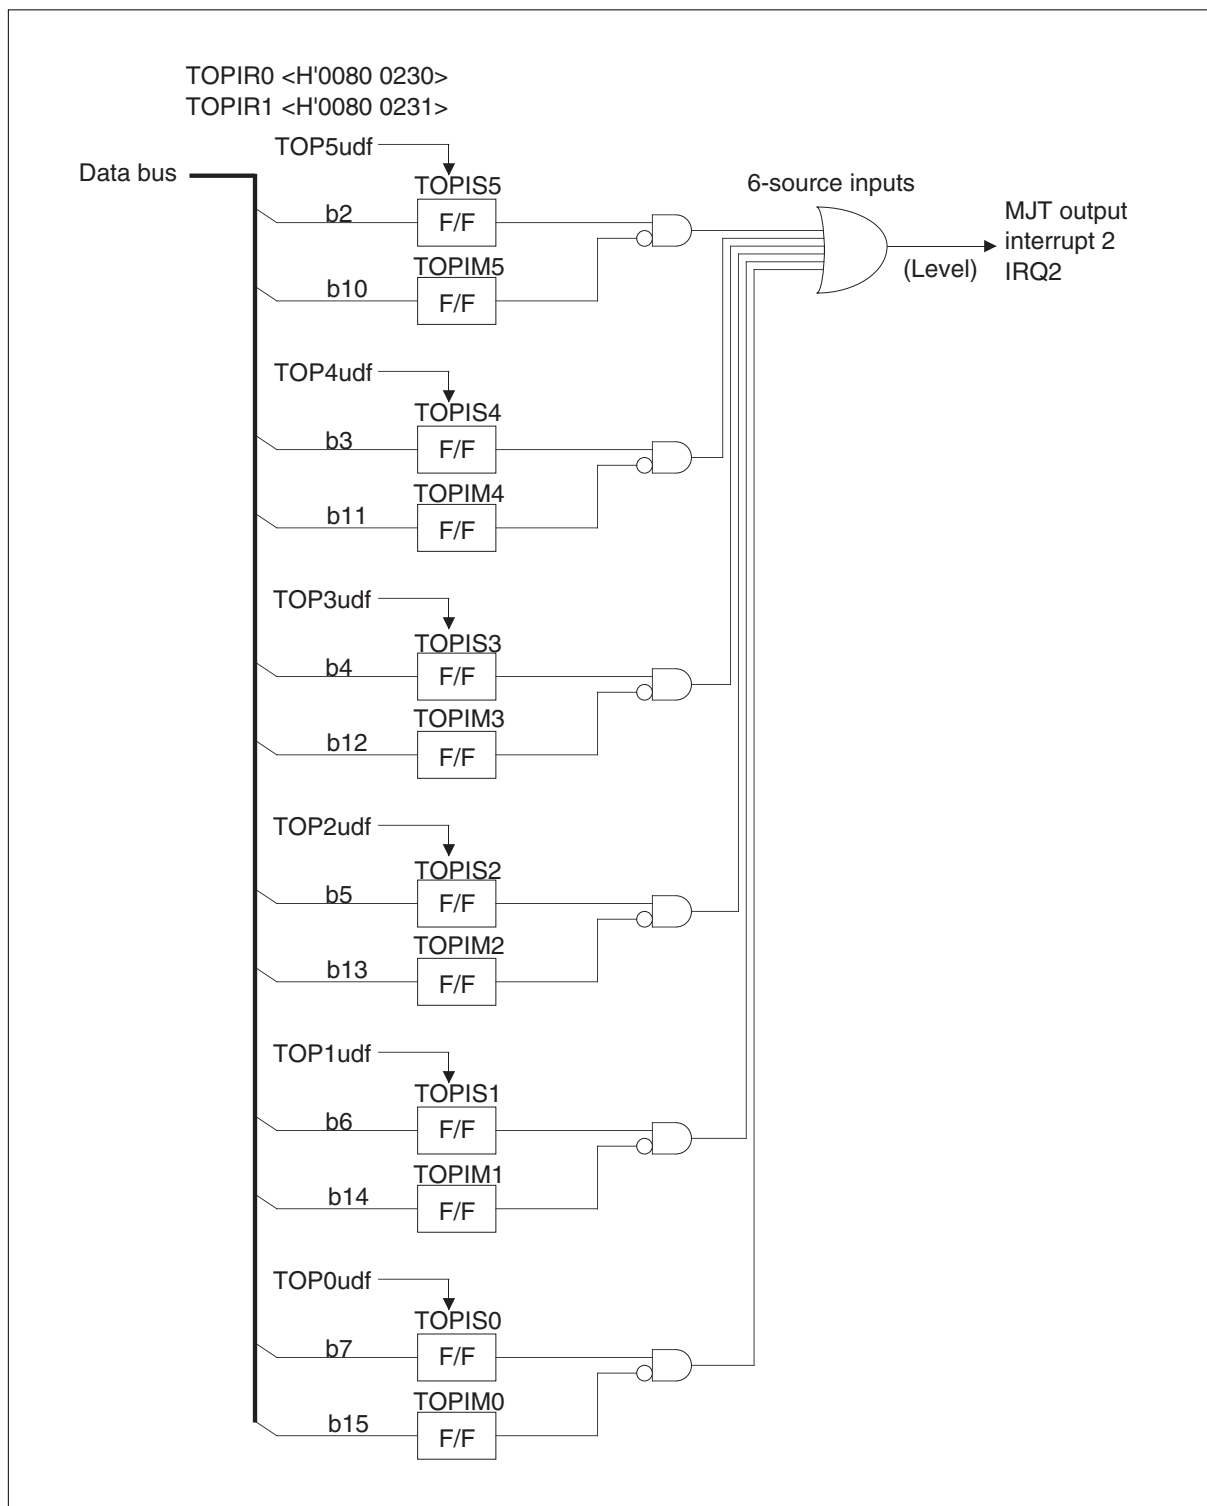 TOPIR0 <H'0080 0230>
TOPIR1 <H'0080 0231>
Data bus
TOP5udf
TOPIS5
b2
F/F
TOPIM5
b10
F/F
6-source inputs
(Level)
MJT output
interrupt 2
IRQ2
TOP4udf
TOPIS4
b3
F/F
TOPIM4
b11
F/F
TOP3udf
TOPIS3
b4
F/F
TOPIM3
b12
F/F
TOP2udf
TOPIS2
b5
F/F
TOPIM2
b13
F/F
TOP1udf
TOPIS1
b6
F/F
TOPIM1
b14
F/F
TOP0udf
TOPIS0
b7
F/F
TOPIM0
b15
F/F